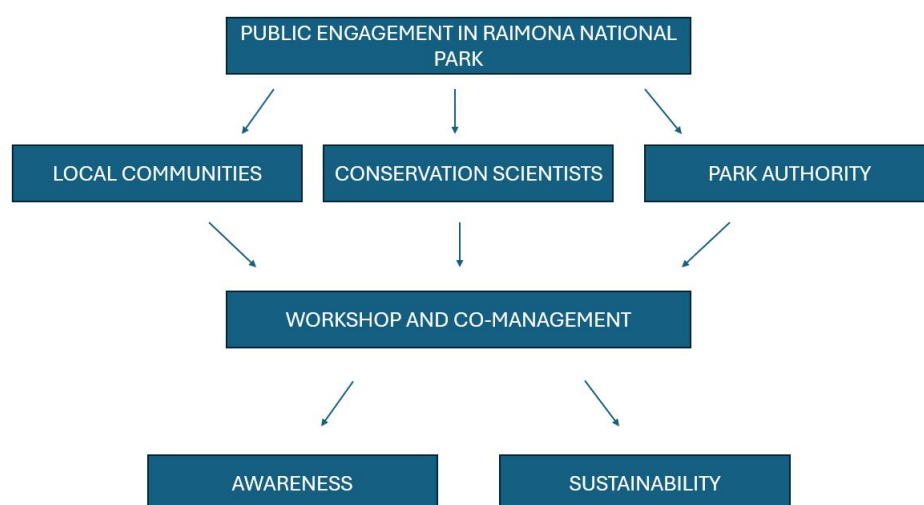 PUBLIC ENGAGEMENT IN RAIMONA NATIONAL
PARK
LOCAL COMMUNITIES
CONSERVATION SCIENTISTS
PARK AUTHORITY
WORKSHOP AND CO-MANAGEMENT
AWARENESS
SUSTAINABILITY